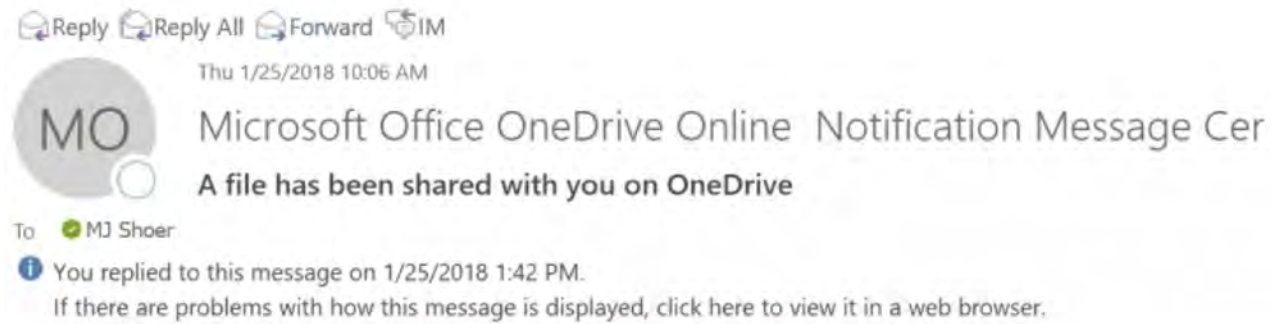 Reply Reply All Forward IM
Thu 1/25/2018 10:06 AM
MO
Microsoft Office OneDrive Online Notification Message Cer
A file has been shared with you on OneDrive
To MJ Shoer
You replied to this message on 1/25/2018 1:42 PM.
If there are problems with how this message is displayed, click here to view it in a web browser.